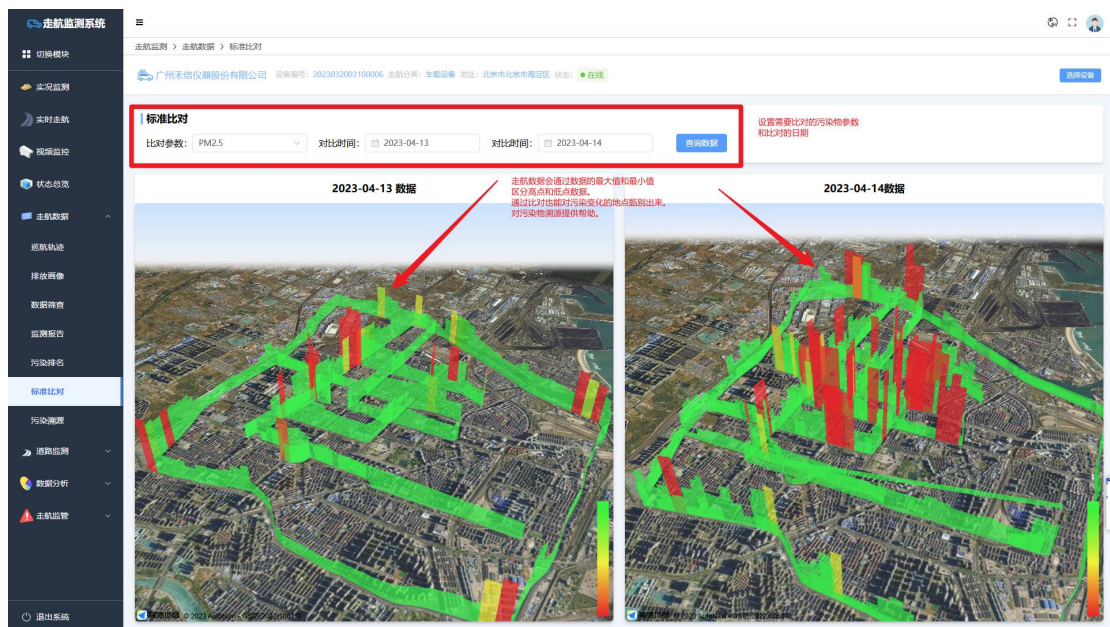 走航监测系统
切换模块
走航监测 > 走航数据 > 标准比对
广州禾信仪器股份有限公司 设备编号: 2023032003100006 走航分类: 车载设备 地址: 北京市北京市海淀区 状态: 在线
选择设备
实况监测
实时走航
视频监控
状态总览
走航数据
巡航轨迹
排放画像
数据筛查
监测报告
污染排名
标准比对
污染溯源
道路监测
数据分析
走航监管
退出系统
标准比对
比对参数: PM2.5 对比时间: 2023-04-13 对比时间: 2023-04-14 查询数据
设置需要比对的污染物参数
和比对的日期
2023-04-13 数据
2023-04-14数据
走航数据会通过数据的最大值和最小值
区分高点和低点数据。
通过比对也能对污染变化的地点甄别出来。
对污染物溯源提供帮助。